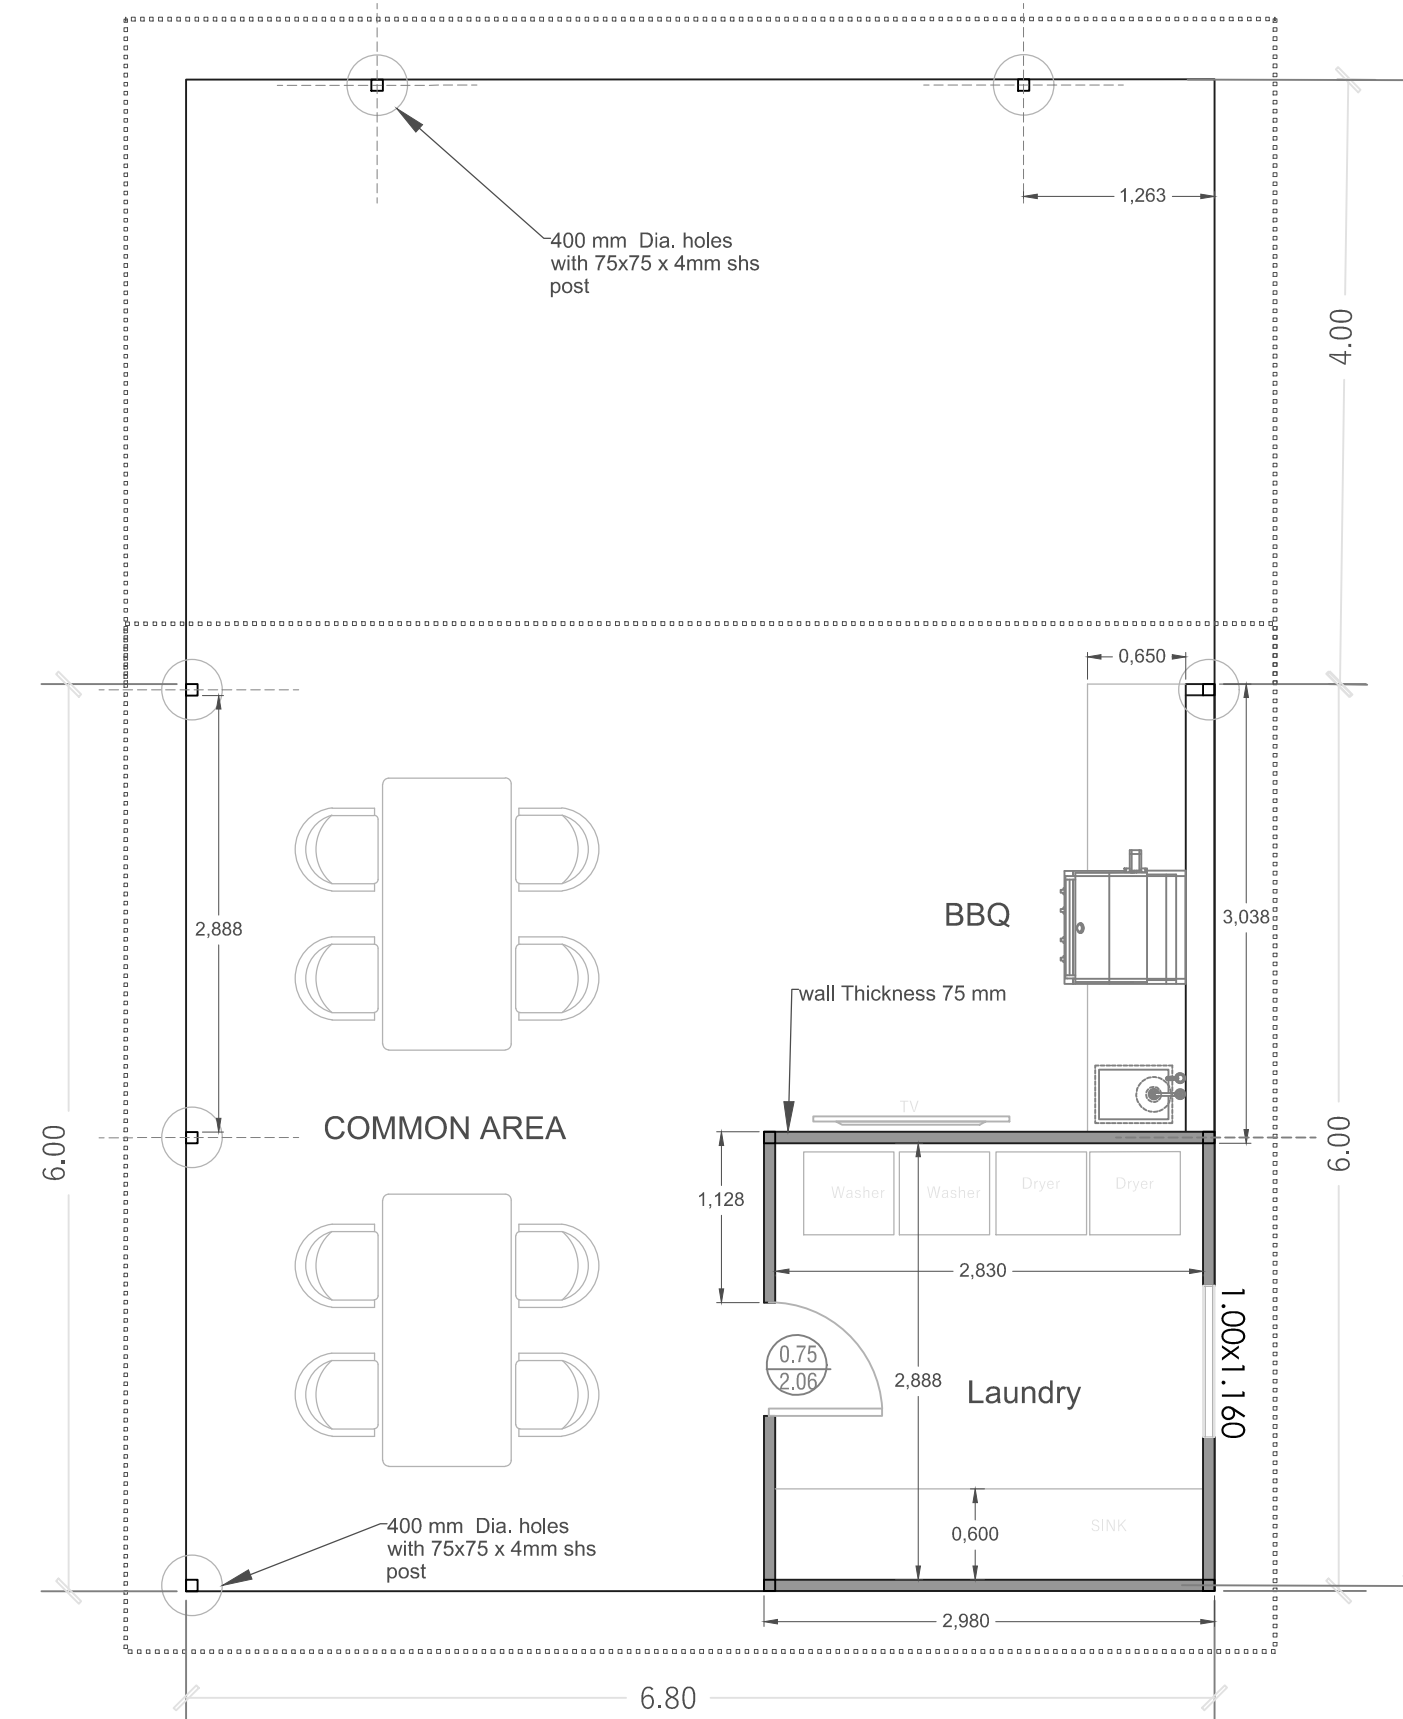 1,263
400 mm Dia. holes
with 75x75 x 4mm shs
post
4.00
0,650
2,888
BBQ
3,038
wall Thickness 75 mm
TV
COMMON AREA
6.00
6.00
Washer
Washer
Dryer
Dryer
1,128
2,830
1.00x1.160
0.75
2.06
2,888
Laundry
400 mm Dia. holes
with 75x75 x 4mm shs
post
0,600
SINK
2,980
6.80